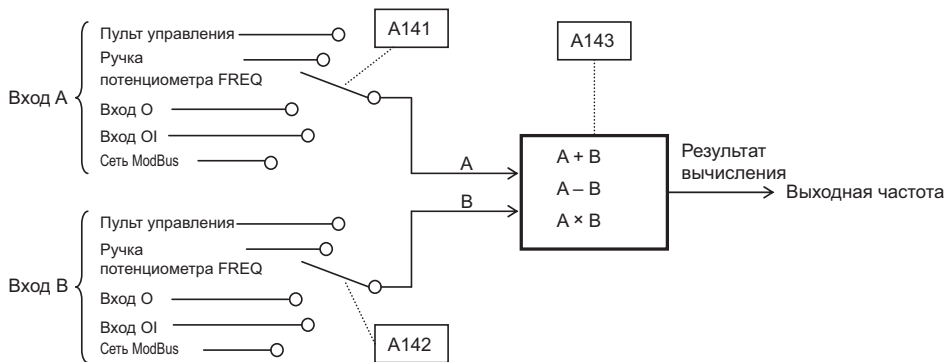 Вход A
Пульт управления
Ручка
потенциометра FREQ
Вход O
Вход OI
Сеть ModBus
A141
A
Вход B
Пульт управления
Ручка
потенциометра FREQ
Вход O
Вход OI
Сеть ModBus
A142
B
A143
A + B
A – B
A × B
Результат
вычисления
Выходная частота